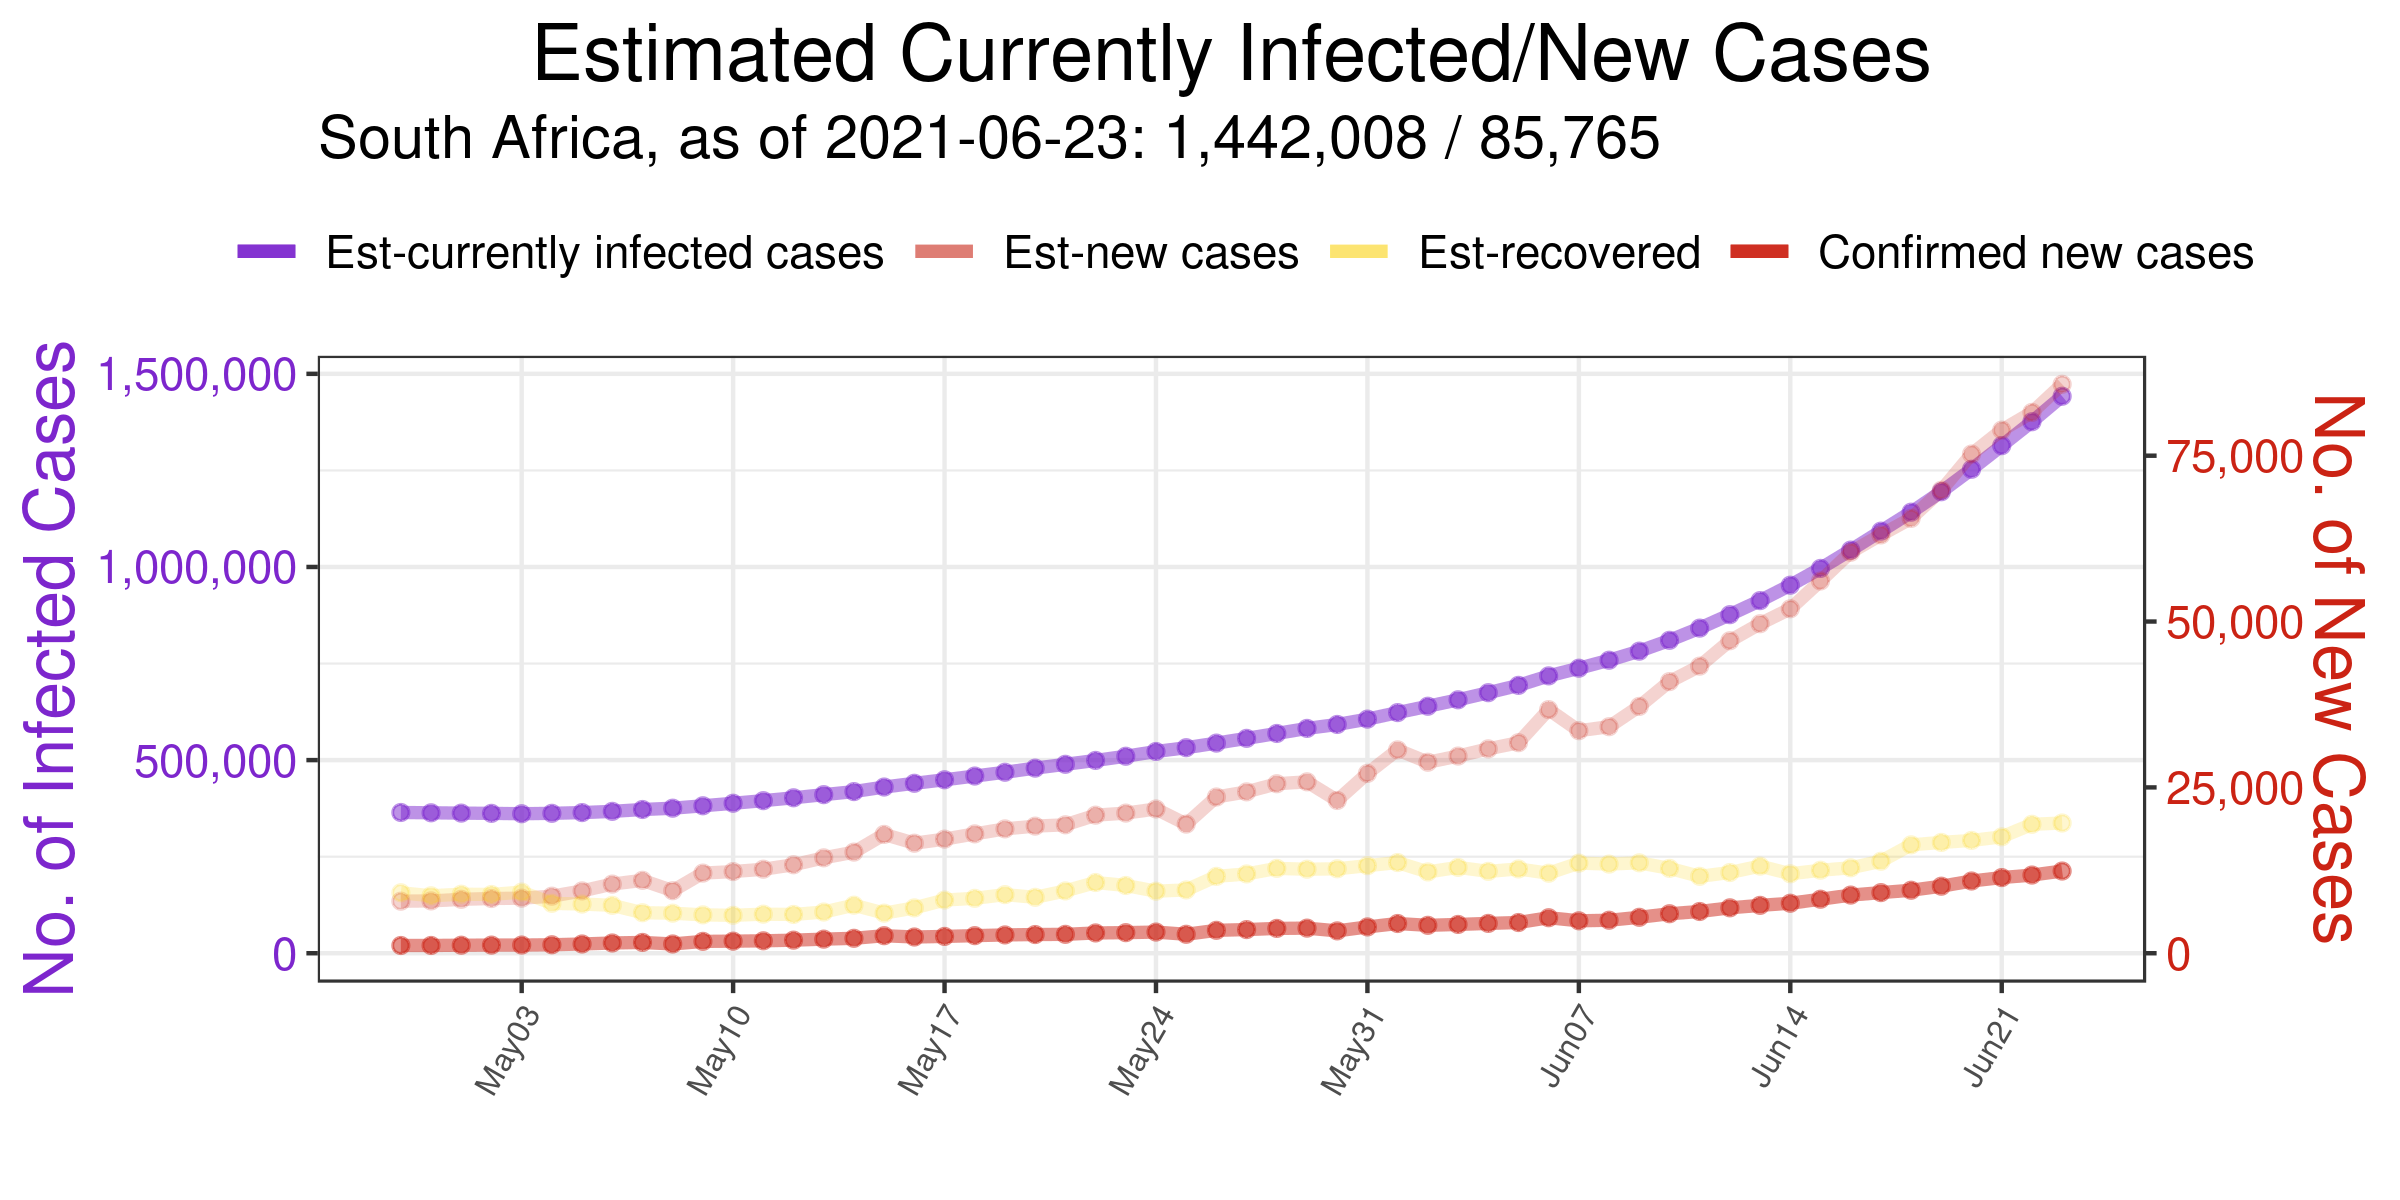 Estimated Currently Infected/New Cases
South Africa, as of 2021-06-23: 1,442,008 / 85,765
Est-currently infected cases Est-new cases Est-recovered Confirmed new cases
No. of Infected Cases
1,500,000
1,000,000
500,000
0
75,000
50,000
25,000
0
No. of New Cases
May03 May10 May17 May24 May31 Jun07 Jun14 Jun21